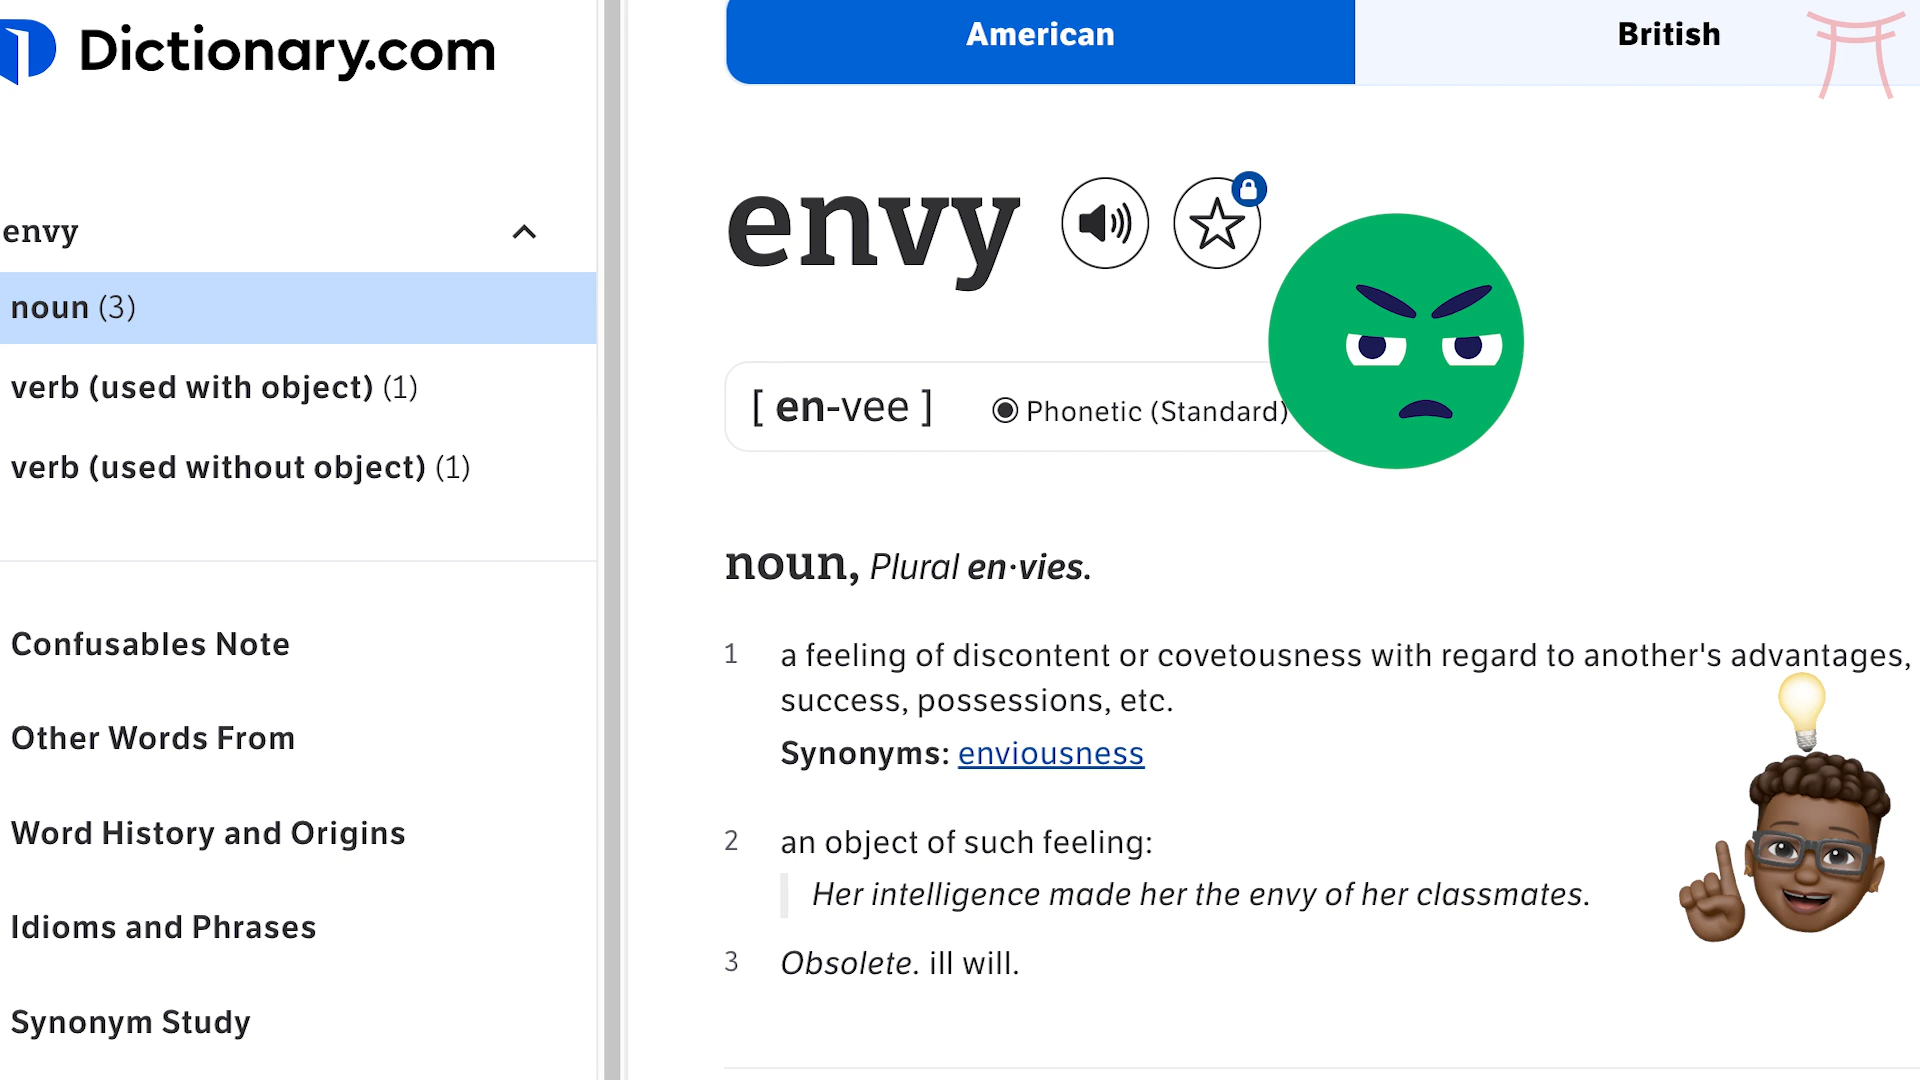 Dictionary.com
American
British
envy
noun (3)
verb (used with object) (1)
verb (used without object) (1)
Confusables Note
Other Words From
Word History and Origins
Idioms and Phrases
Synonym Study
envy
[ en-vee ]
Phonetic (Standard)
noun, Plural en·vies.
1 a feeling of discontent or covetousness with regard to another's advantages,
success, possessions, etc.
Synonyms: enviousness
2 an object of such feeling:
Her intelligence made her the envy of her classmates.
3 Obsolete. ill will.